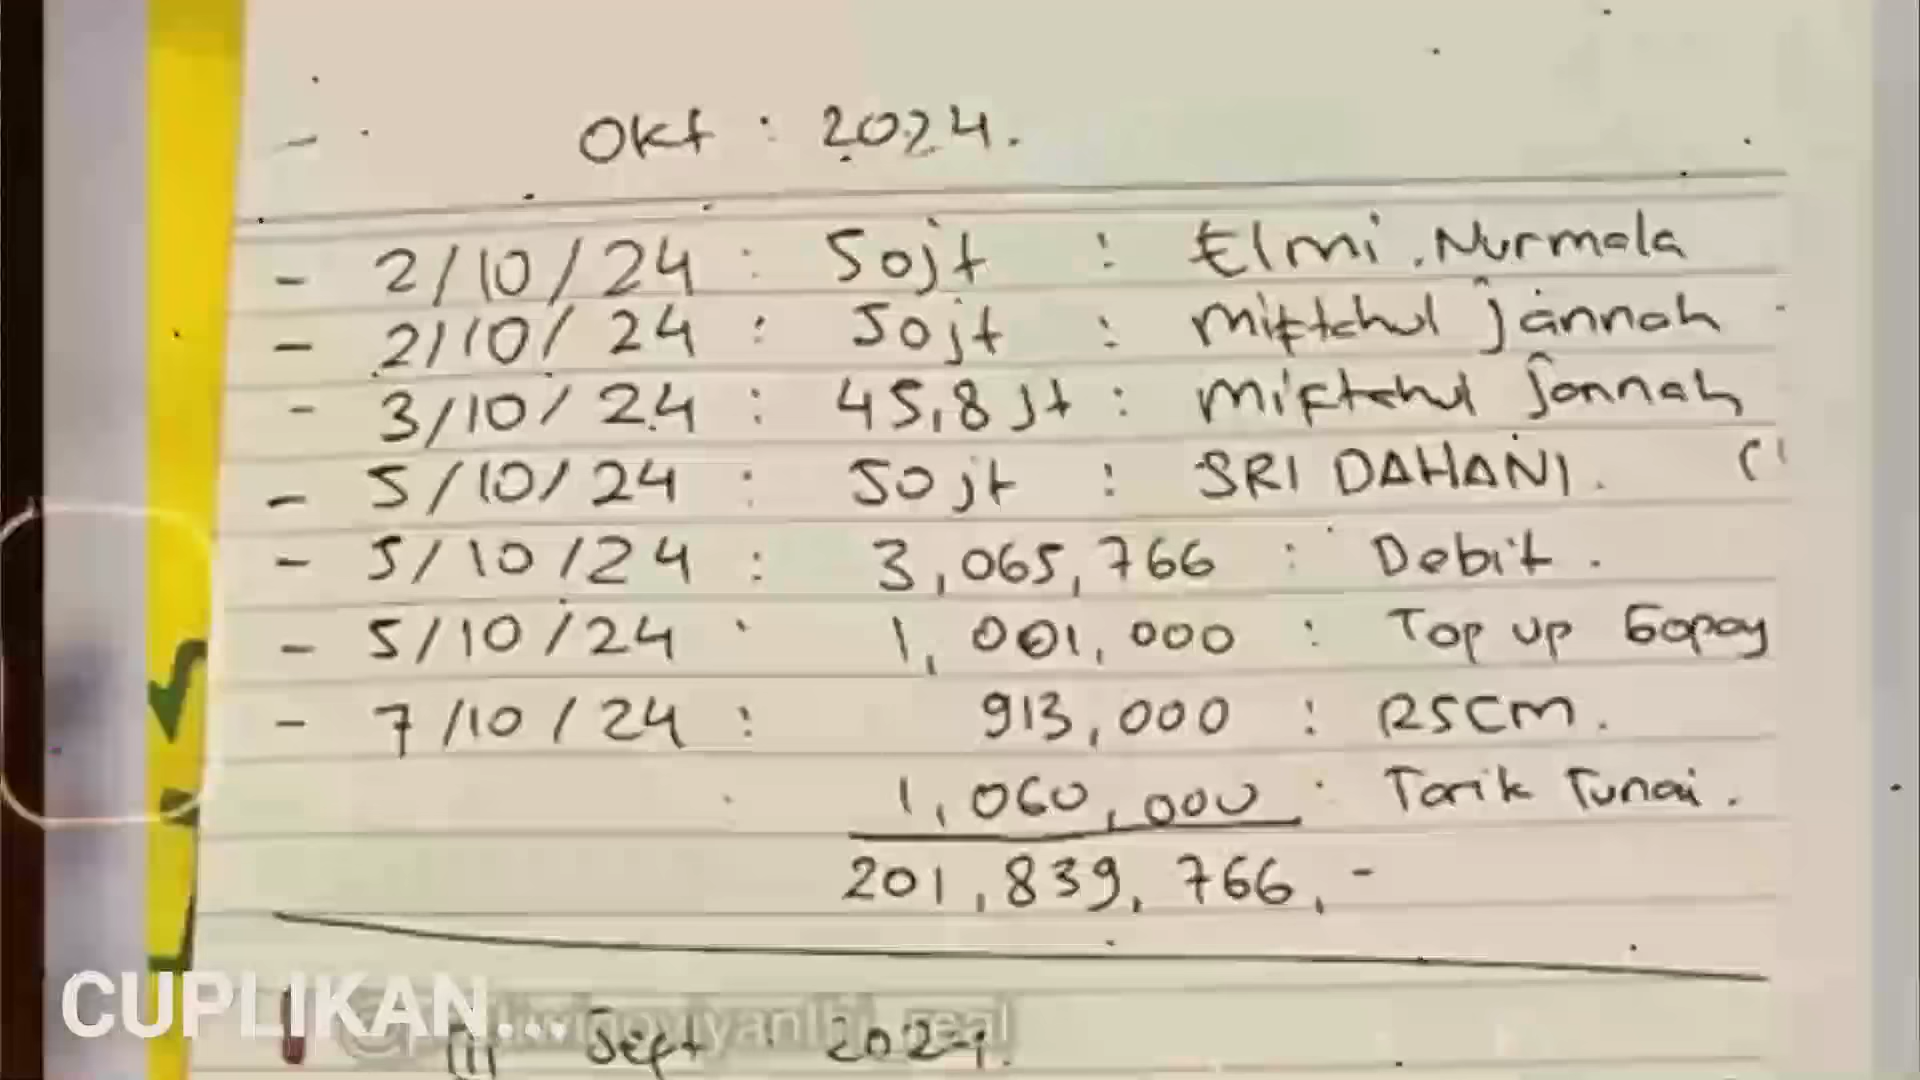 Okt : 2024.
- 2/10/24 : 50jt : Elmi . Nurmala
- 2/10/24 : 50jt : Miftahul Jannah
- 3/10/24 : 45,8jt : Miftahul Jannah
- 5/10/24 : 50jt : SRI DAHANI.
- 5/10/24 : 3,065,766 : Debit.
- 5/10/24 : 1,001,000 : Top up Gopay
- 7/10/24 : 913,000 : RSCM.
: 1,060,000 : Tarik Tunai.
201,839,766,-
CUPLIKAN...
Sept : 2024.